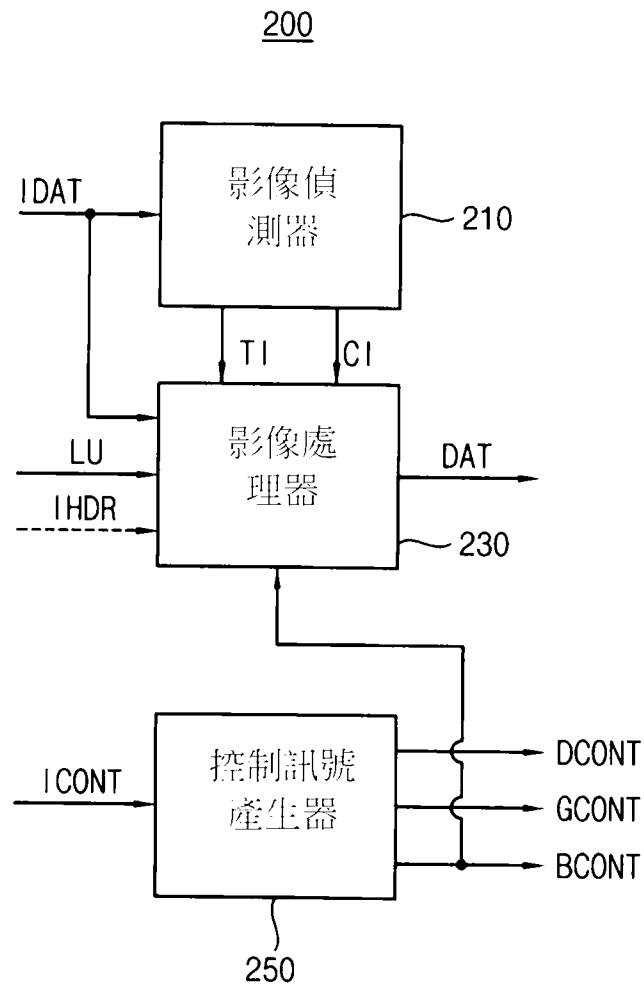 200
IDAT
影像偵
測器
210
TI
CI
LU
IHDR
影像處
理器
DAT
230
ICONT
控制訊號
產生器
DCONT
GCONT
BCONT
250